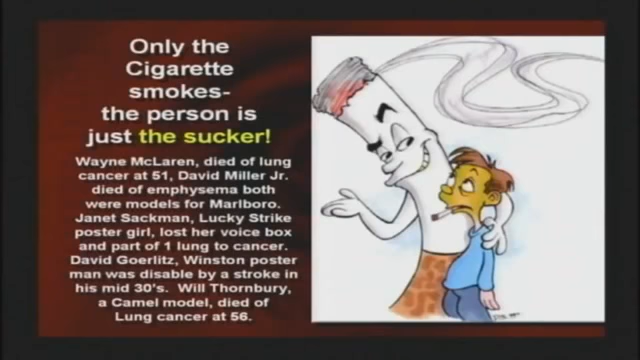 Only the
Cigarette
smokes-
the person is
just the sucker!
Wayne McLaren, died of lung
cancer at 51, David Miller Jr.
died of emphysema both
were models for Marlboro.
Janet Sackman, Lucky Strike
poster girl, lost her voice box
and part of 1 lung to cancer.
David Goerlitz, Winston poster
man was disable by a stroke in
his mid 30's. Will Thornbury,
a Camel model, died of
Lung cancer at 56.